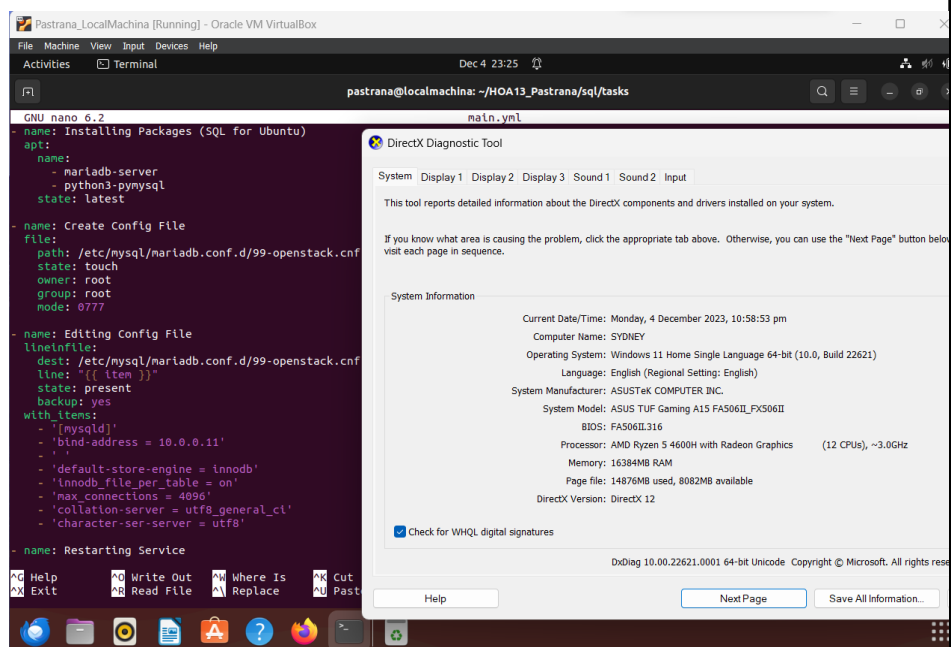 Pastrana_LocalMachina [Running] - Oracle VM VirtualBox
File Machine View Input Devices Help
Activities Terminal Dec 4 23:25
pastrana@localmachina: ~/HOA13_Pastrana/sql/tasks
GNU nano 6.2 main.yml
- name: Installing Packages (SQL for Ubuntu)
apt:
name:
- mariadb-server
- python3-pymysql
state: latest
- name: Create Config File
file:
path: /etc/mysql/mariadb.conf.d/99-openstack.cnf
state: touch
owner: root
group: root
mode: 0777
- name: Editing Config File
lineinfile:
dest: /etc/mysql/mariadb.conf.d/99-openstack.cnf
line: "{{ item }}"
state: present
backup: yes
with_items:
- '[mysqld]'
- 'bind-address = 10.0.0.11'
- ' '
- 'default-store-engine = innodb'
- 'innodb_file_per_table = on'
- 'max_connections = 4096'
- 'collation-server = utf8_general_ci'
- 'character-ser-server = utf8'
- name: Restarting Service
^G Help ^O Write Out ^W Where Is ^K Cut
^X Exit ^R Read File ^\ Replace ^U Past
DirectX Diagnostic Tool
System Display 1 Display 2 Display 3 Sound 1 Sound 2 Input
This tool reports detailed information about the DirectX components and drivers installed on your system.
If you know what area is causing the problem, click the appropriate tab above. Otherwise, you can use the "Next Page" button below
visit each page in sequence.
System Information
Current Date/Time: Monday, 4 December 2023, 10:58:53 pm
Computer Name: SYDNEY
Operating System: Windows 11 Home Single Language 64-bit (10.0, Build 22621)
Language: English (Regional Setting: English)
System Manufacturer: ASUSTeK COMPUTER INC.
System Model: ASUS TUF Gaming A15 FA506II_FX506II
BIOS: FA506II.316
Processor: AMD Ryzen 5 4600H with Radeon Graphics (12 CPUs), ~3.0GHz
Memory: 16384MB RAM
Page file: 14876MB used, 8082MB available
DirectX Version: DirectX 12
Check for WHQL digital signatures
DxDiag 10.00.22621.0001 64-bit Unicode Copyright © Microsoft. All rights rese
Help Next Page Save All Information...